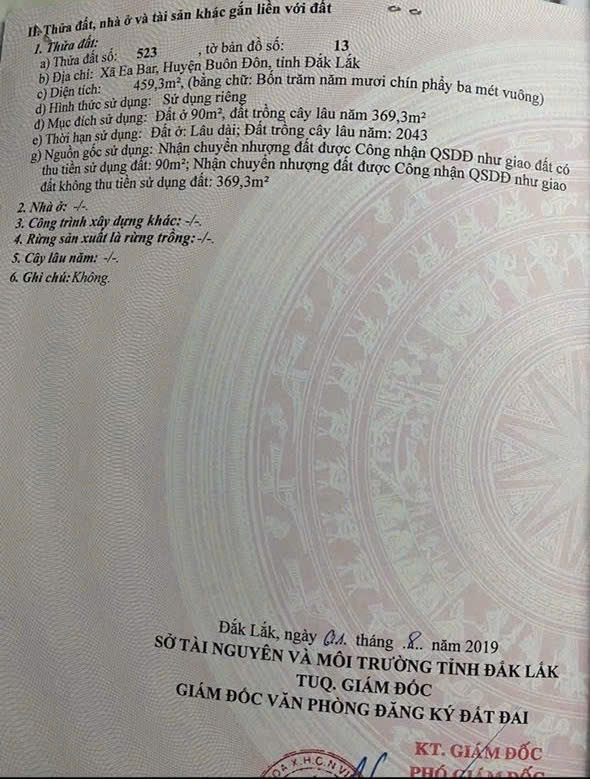 II. Thửa đất, nhà ở và tài sản khác gắn liền với đất
1. Thửa đất:
a) Thửa đất số: 523 , tờ bản đồ số: 13
b) Địa chỉ: Xã Ea Bar, Huyện Buôn Đôn, tỉnh Đắk Lắk
c) Diện tích: 459,3m², (bằng chữ: Bốn trăm năm mươi chín phẩy ba mét vuông)
d) Hình thức sử dụng: Sử dụng riêng
đ) Mục đích sử dụng: Đất ở 90m², đất trồng cây lâu năm 369,3m²
e) Thời hạn sử dụng: Đất ở: Lâu dài; Đất trồng cây lâu năm: 2043
g) Nguồn gốc sử dụng: Nhận chuyển nhượng đất được Công nhận QSDĐ như giao đất có
thu tiền sử dụng đất: 90m²; Nhận chuyển nhượng đất được Công nhận QSDĐ như giao
đất không thu tiền sử dụng đất: 369,3m²
2. Nhà ở: -/-.
3. Công trình xây dựng khác: -/-.
4. Rừng sản xuất là rừng trồng: -/-.
5. Cây lâu năm: -/-.
6. Ghi chú: Không.
Đắk Lắk, ngày 01. tháng .8.. năm 2019
SỞ TÀI NGUYÊN VÀ MÔI TRƯỜNG TỈNH ĐẮK LẮK
TUQ. GIÁM ĐỐC
GIÁM ĐỐC VĂN PHÒNG ĐĂNG KÝ ĐẤT ĐAI
KT. GIÁM ĐỐC
PHÓ GIÁM ĐỐC
X.H.C.N